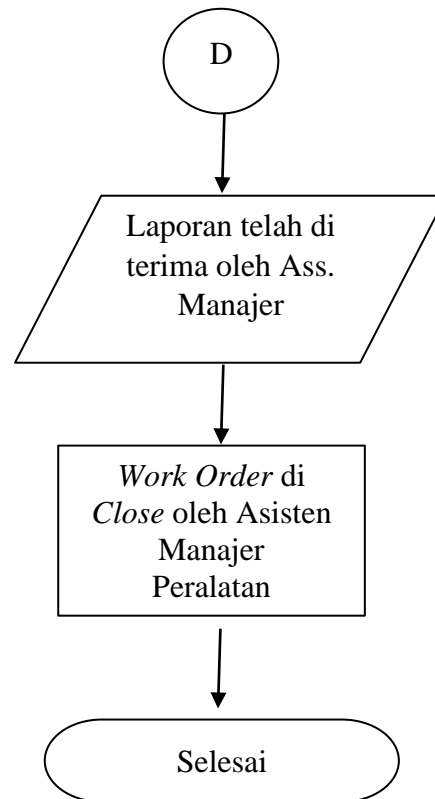 D
Laporan telah di
terima oleh Ass.
Manajer
Work Order di
Close oleh Asisten
Manajer
Peralatan
Selesai